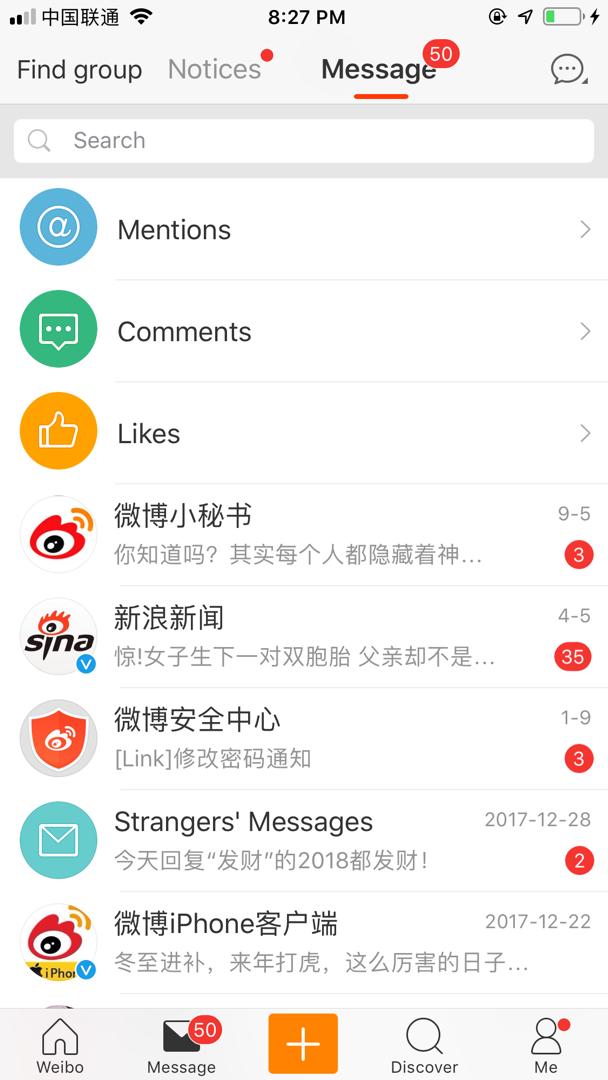 中国联通 8:27 PM
Find group Notices Message 50
Search
@
Mentions
Comments
Likes
微博小秘书 9-5
你知道吗？其实每个人都隐藏着神... 3
sina
新浪新闻 4-5
惊!女子生下一对双胞胎 父亲却不是... 35
V
微博安全中心 1-9
[Link]修改密码通知 3
Strangers' Messages 2017-12-28
今天回复“发财”的2018都发财！ 2
微博iPhone客户端 2017-12-22
冬至进补，来年打虎，这么厉害的日子...
iPhon V
50
Weibo Message Discover Me